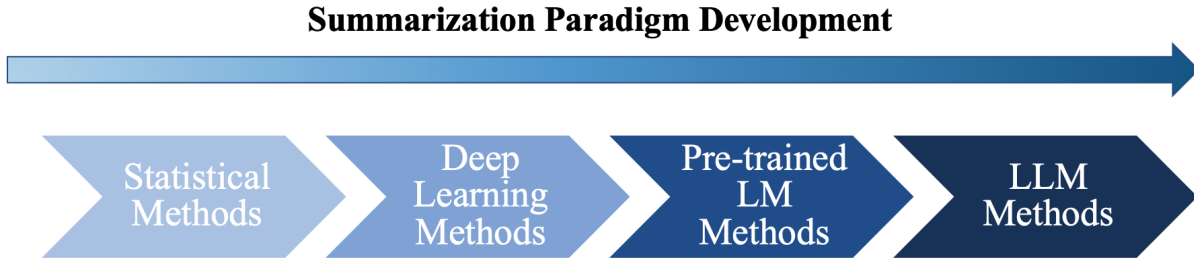 Summarization Paradigm Development
Statistical
Methods
Deep
Learning
Methods
Pre-trained
LM
Methods
LLM
Methods